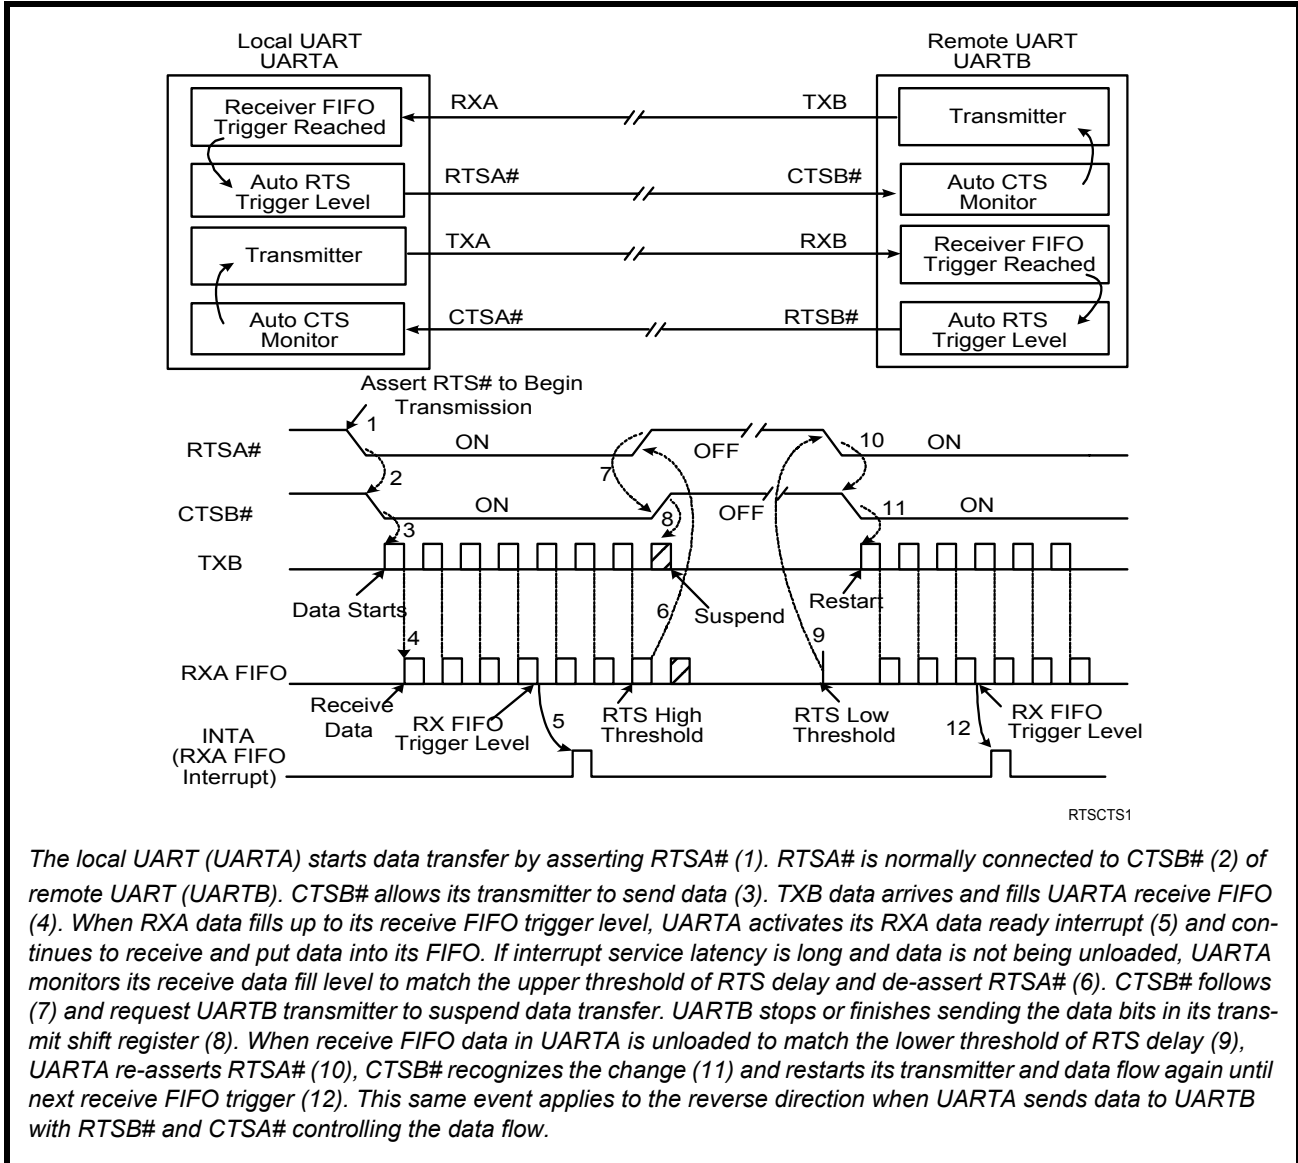 Local UART
UARTA
Remote UART
UARTB
Receiver FIFO
Trigger Reached
RXA
TXB
Transmitter
Auto RTS
Trigger Level
RTSA#
CTSB#
Auto CTS
Monitor
Transmitter
TXA
RXB
Receiver FIFO
Trigger Reached
Auto CTS
Monitor
CTSA#
RTSB#
Auto RTS
Trigger Level
Assert RTS# to Begin
Transmission
1
RTSA#
ON
7
OFF
10
ON
2
CTSB#
ON
8
OFF
11
ON
3
TXB
Data Starts
6
Suspend
Restart
4
9
RXA FIFO
Receive
Data
RX FIFO
Trigger Level
5
RTS High
Threshold
RTS Low
Threshold
12
RX FIFO
Trigger Level
INTA
(RXA FIFO
Interrupt)
RTSCTS1
The local UART (UARTA) starts data transfer by asserting RTSA# (1). RTSA# is normally connected to CTSB# (2) of
remote UART (UARTB). CTSB# allows its transmitter to send data (3). TXB data arrives and fills UARTA receive FIFO
(4). When RXA data fills up to its receive FIFO trigger level, UARTA activates its RXA data ready interrupt (5) and con-
tinues to receive and put data into its FIFO. If interrupt service latency is long and data is not being unloaded, UARTA
monitors its receive data fill level to match the upper threshold of RTS delay and de-assert RTSA# (6). CTSB# follows
(7) and request UARTB transmitter to suspend data transfer. UARTB stops or finishes sending the data bits in its trans-
mit shift register (8). When receive FIFO data in UARTA is unloaded to match the lower threshold of RTS delay (9),
UARTA re-asserts RTSA# (10), CTSB# recognizes the change (11) and restarts its transmitter and data flow again until
next receive FIFO trigger (12). This same event applies to the reverse direction when UARTA sends data to UARTB
with RTSB# and CTSA# controlling the data flow.